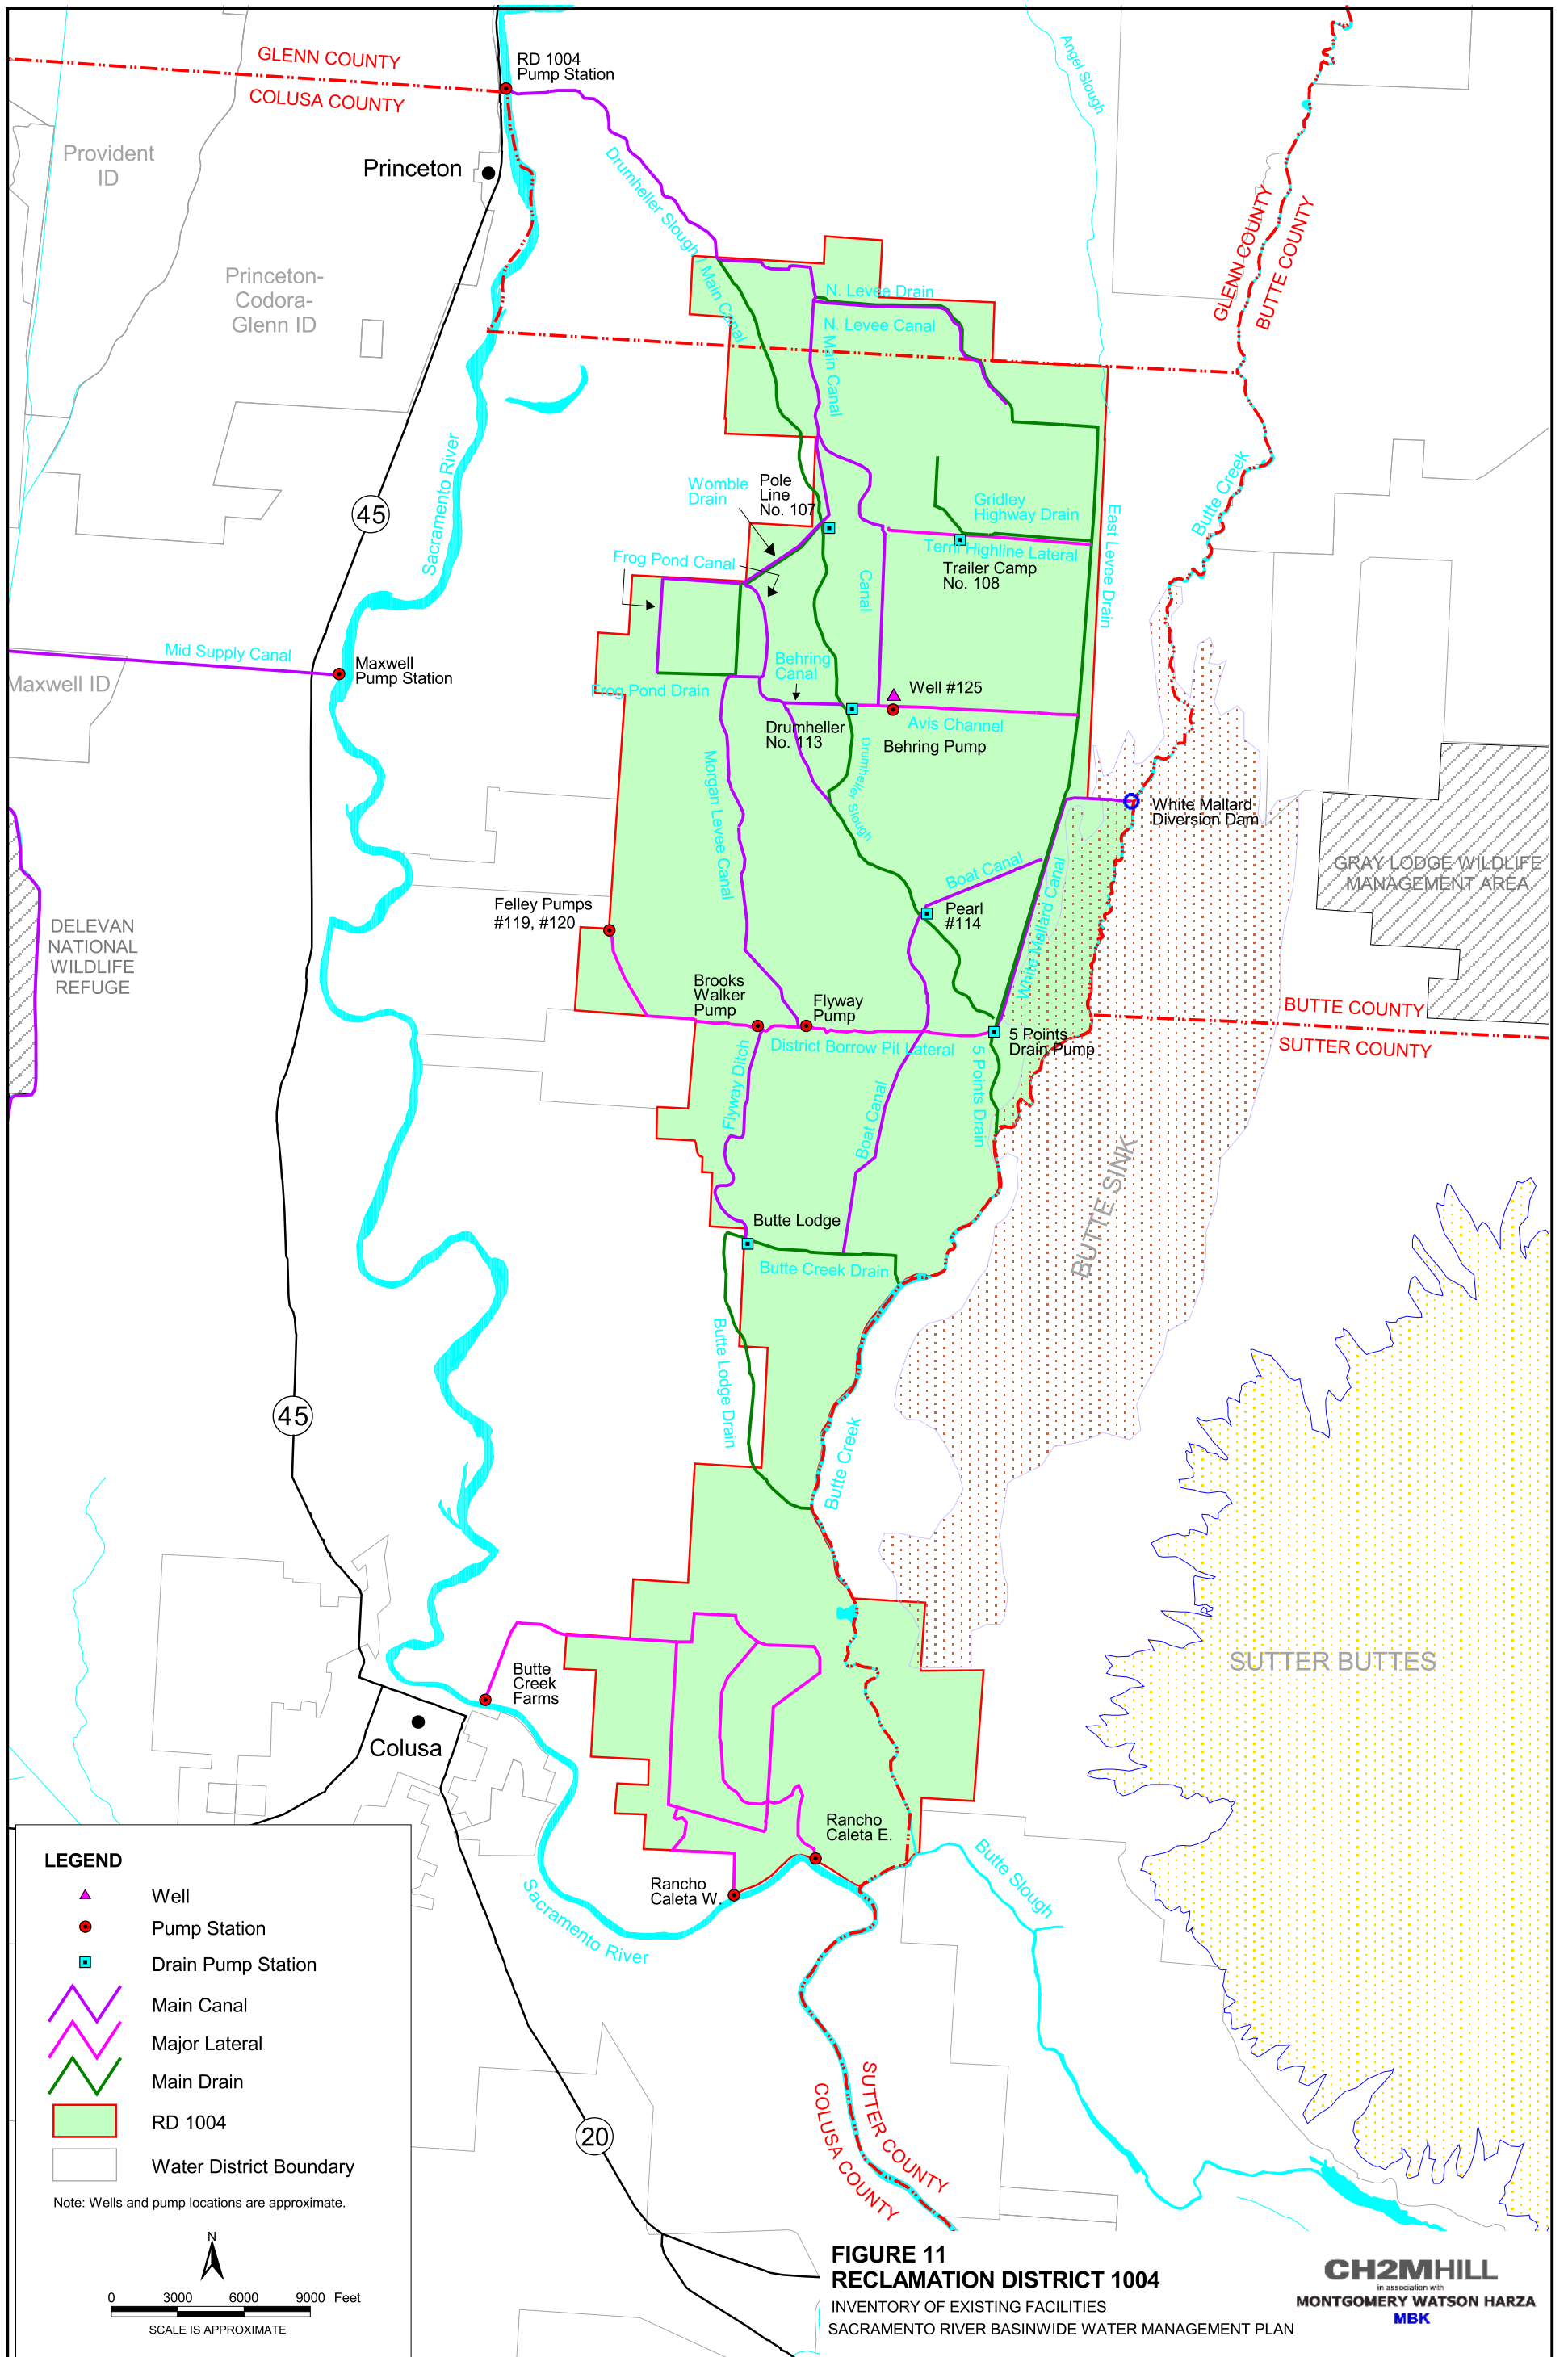 GLENN COUNTY
COLUSA COUNTY
RD 1004
Pump Station
Angel Slough
Provident
ID
Princeton
Drumheller Slough / Main Canal
GLENN COUNTY
BUTTE COUNTY
Princeton-
Codora-
Glenn ID
N. Levee Drain
N. Levee Canal
Main Canal
Sacramento River
45
Womble
Drain
Pole
Line
No. 107
Gridley
Highway Drain
East Levee Drain
Butte Creek
Frog Pond Canal
Terril Highline Lateral
Trailer Camp
No. 108
Canal
Mid Supply Canal
Maxwell
Pump Station
Maxwell ID
Behring
Canal
Frog Pond Drain
Well #125
Drumheller
No. 113
Avis Channel
Behring Pump
Drumheller Slough
Morgan Levee Canal
White Mallard
Diversion Dam
GRAY LODGE WILDLIFE
MANAGEMENT AREA
Boat Canal
White Mallard Canal
Felley Pumps
#119, #120
Pearl
#114
DELEVAN
NATIONAL
WILDLIFE
REFUGE
Brooks
Walker
Pump
Flyway
Pump
BUTTE COUNTY
SUTTER COUNTY
5 Points
Drain Pump
District Borrow Pit Lateral
Flyway Ditch
Boat Canal
5 Points Drain
BUTTE SINK
Butte Lodge
Butte Creek Drain
Butte Lodge Drain
45
Butte Creek
SUTTER BUTTES
Butte
Creek
Farms
Colusa
Rancho
Caleta E.
Butte Slough
Rancho
Caleta W.
Sacramento River
LEGEND
Well
Pump Station
Drain Pump Station
Main Canal
Major Lateral
Main Drain
RD 1004
Water District Boundary
Note: Wells and pump locations are approximate.
N
0 3000 6000 9000 Feet
SCALE IS APPROXIMATE
20
SUTTER COUNTY
COLUSA COUNTY
FIGURE 11
RECLAMATION DISTRICT 1004
INVENTORY OF EXISTING FACILITIES
SACRAMENTO RIVER BASINWIDE WATER MANAGEMENT PLAN
CH2MHILL
in association with
MONTGOMERY WATSON HARZA
MBK